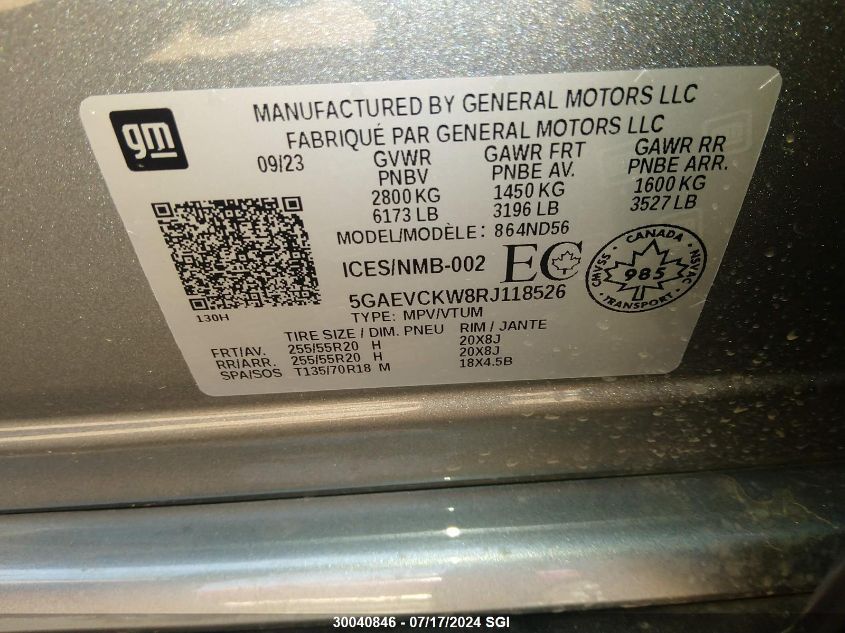 gm
MANUFACTURED BY GENERAL MOTORS LLC
FABRIQUÉ PAR GENERAL MOTORS LLC
09/23 GVWR GAWR FRT GAWR RR
PNBV PNBE AV. PNBE ARR.
2800 KG 1450 KG 1600 KG
6173 LB 3196 LB 3527 LB
MODEL/MODÈLE: 864ND56
ICES/NMB-002 EC
CANADA
CMVSS 985 NSVAC
TRANSPORT
5GAEVCKW8RJ118526
130H
TYPE: MPV/VTUM
TIRE SIZE / DIM. PNEU RIM / JANTE
FRT/AV. 255/55R20 H 20X8J
RR/ARR. 255/55R20 H 20X8J
SPA/SOS T135/70R18 M 18X4.5B
30040846 - 07/17/2024 SGI